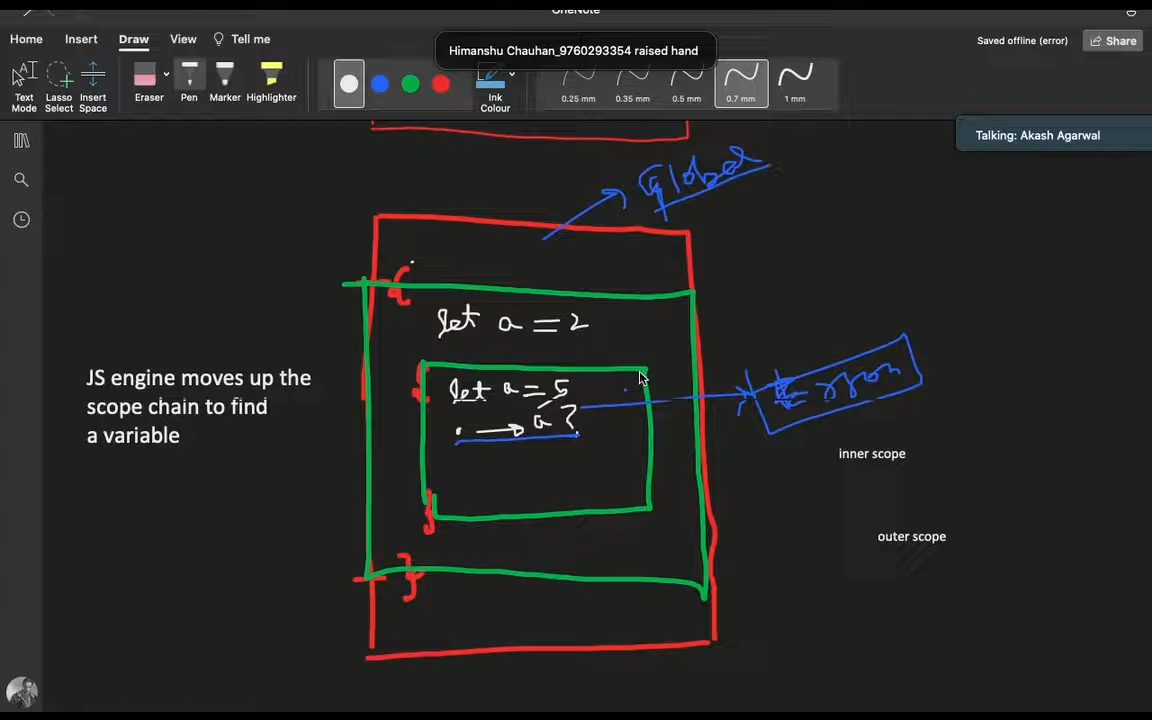 OneNote
Home Insert Draw View Tell me
Himanshu Chauhan_9760293354 raised hand
Saved offline (error) Share
Text Mode
Lasso Select
Insert Space
Eraser
Pen
Marker
Highlighter
Ink Colour
0.25 mm 0.35 mm 0.5 mm 0.7 mm 1 mm
Talking: Akash Agarwal
Global
{
let a = 2
JS engine moves up the
scope chain to find
a variable
{
let a = 5
a ?
error
inner scope
}
outer scope
}